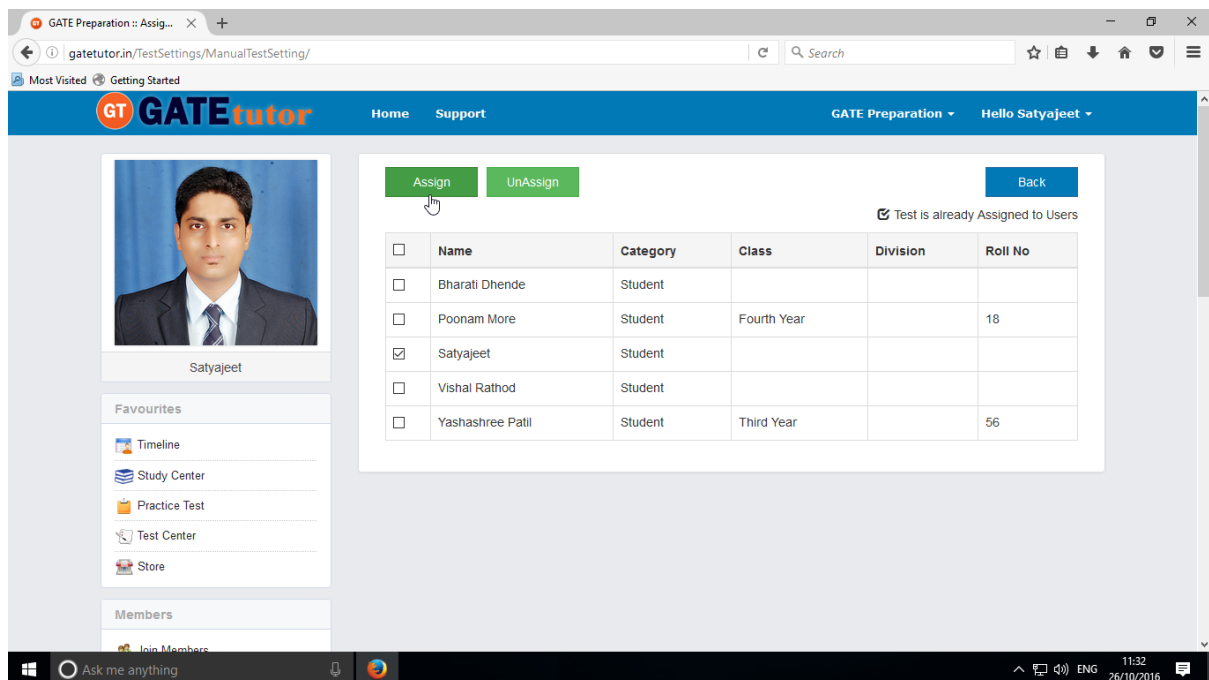 GT GATE Preparation :: Assig...
gatetutor.in/TestSettings/ManualTestSetting/ Search
Most Visited Getting Started
GT GATEtutor Home Support GATE Preparation Hello Satyajeet
Assign UnAssign Back
Test is already Assigned to Users
Name Category Class Division Roll No
Bharati Dhende Student
Poonam More Student Fourth Year 18
Satyajeet Student
Vishal Rathod Student
Yashashree Patil Student Third Year 56
Satyajeet
Favourites
Timeline
Study Center
Practice Test
Test Center
Store
Members
Join Members
Ask me anything ENG 11:32
26/10/2016